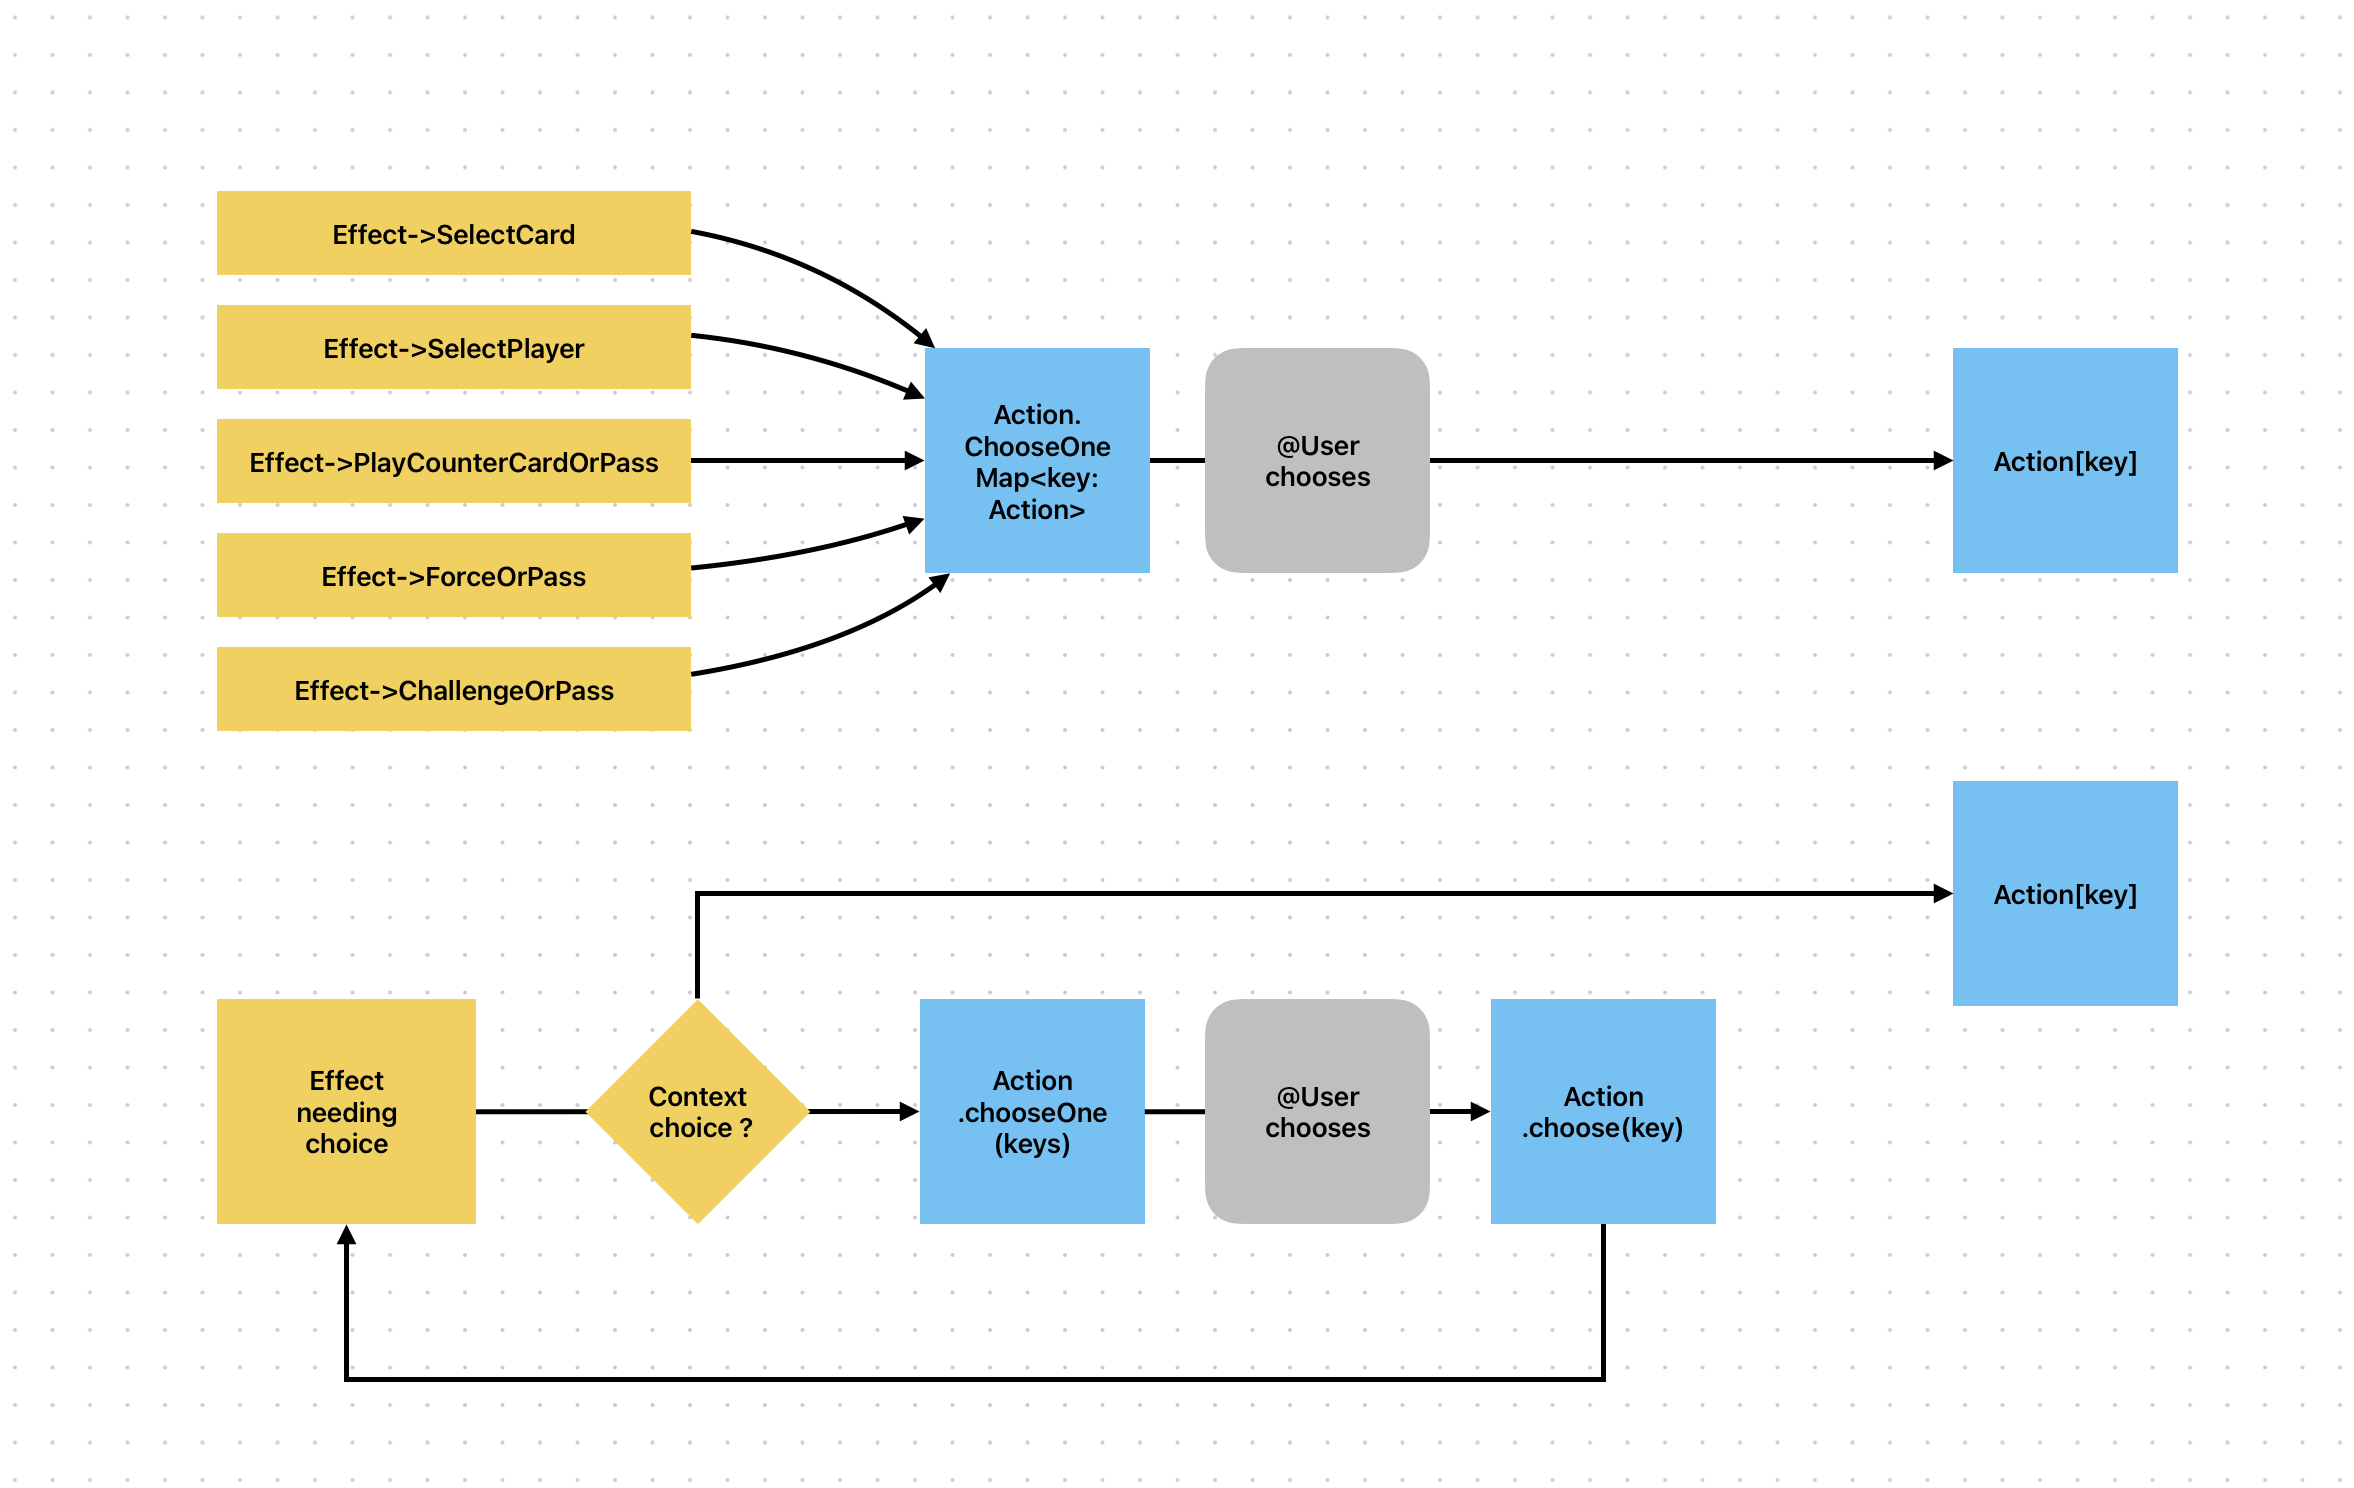 Effect->SelectCard
Effect->SelectPlayer
Effect->PlayCounterCardOrPass
Effect->ForceOrPass
Effect->ChallengeOrPass
Action.
ChooseOne
Map<key:
Action>
@User
chooses
Action[key]
Action[key]
Effect
needing
choice
Context
choice ?
Action
.chooseOne
(keys)
@User
chooses
Action
.choose(key)